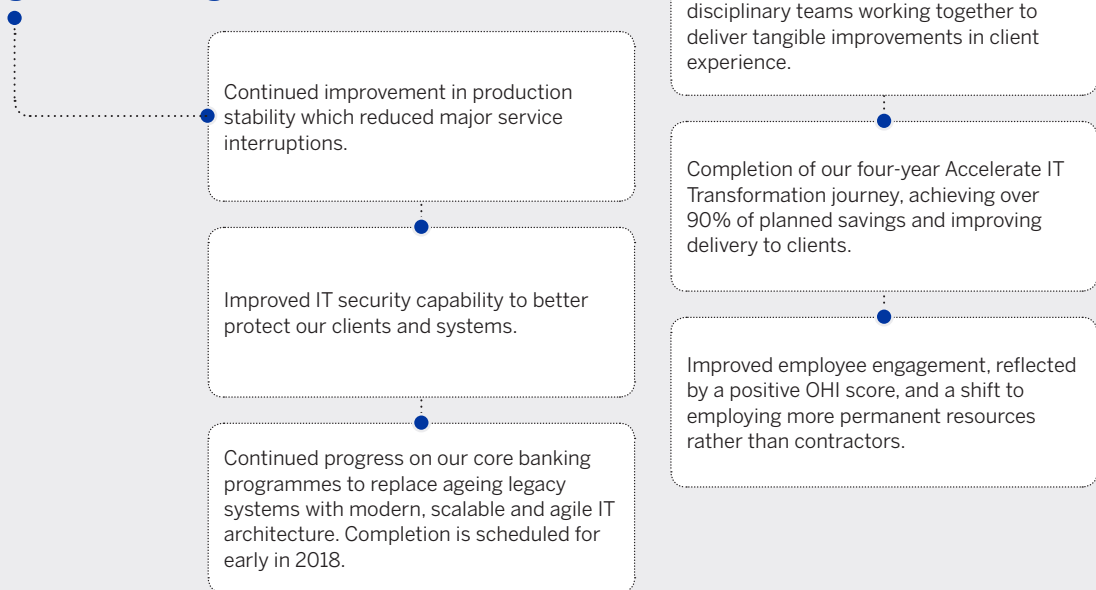 Continued improvement in production
stability which reduced major service
interruptions.
Improved IT security capability to better
protect our clients and systems.
Continued progress on our core banking
programmes to replace ageing legacy
systems with modern, scalable and agile IT
architecture. Completion is scheduled for
early in 2018.
disciplinary teams working together to
deliver tangible improvements in client
experience.
Completion of our four-year Accelerate IT
Transformation journey, achieving over
90% of planned savings and improving
delivery to clients.
Improved employee engagement, reflected
by a positive OHI score, and a shift to
employing more permanent resources
rather than contractors.